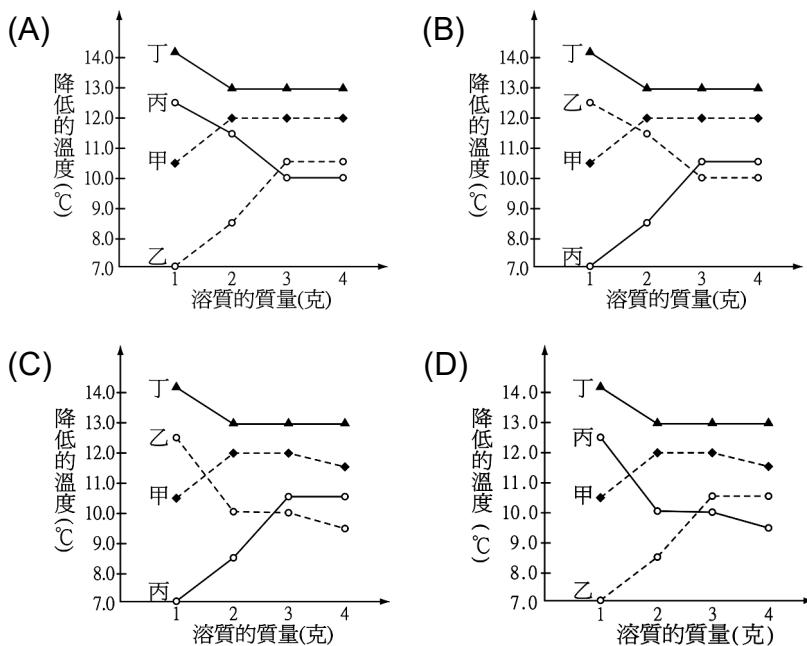 (A)
降低的溫度(℃)
14.0
13.0
12.0
11.0
10.0
9.0
8.0
7.0
丁
丙
甲
乙
1 2 3 4
溶質的質量(克)
(B)
降低的溫度(℃)
14.0
13.0
12.0
11.0
10.0
9.0
8.0
7.0
丁
乙
甲
丙
1 2 3 4
溶質的質量(克)
(C)
降低的溫度(℃)
14.0
13.0
12.0
11.0
10.0
9.0
8.0
7.0
丁
乙
甲
丙
1 2 3 4
溶質的質量(克)
(D)
降低的溫度(℃)
14.0
13.0
12.0
11.0
10.0
9.0
8.0
7.0
丁
丙
甲
乙
1 2 3 4
溶質的質量(克)